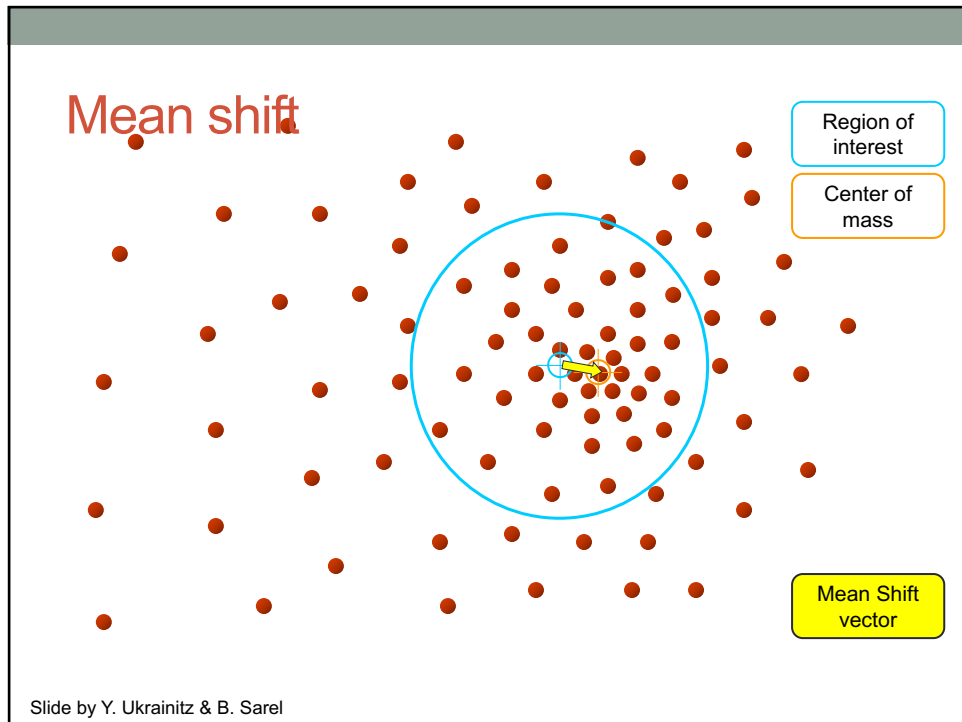 Mean shift
Region of
interest
Center of
mass
Mean Shift
vector
Slide by Y. Ukrainitz & B. Sarel